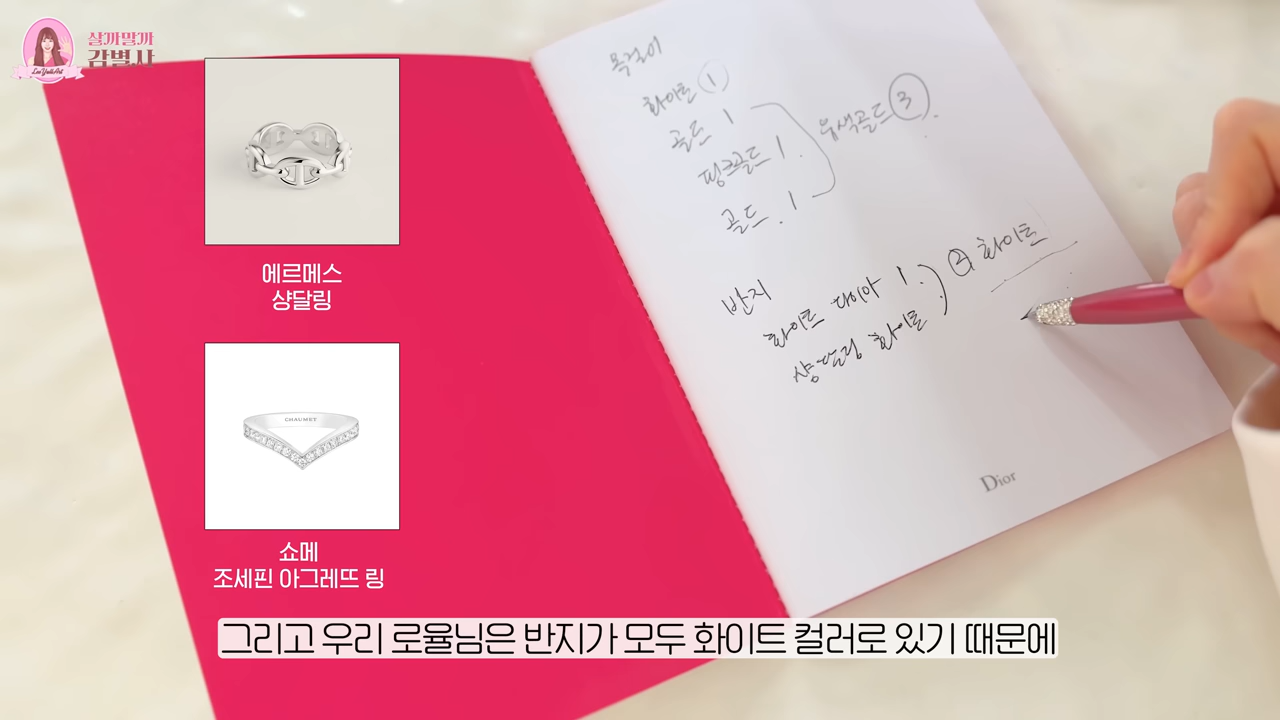 살까말까
감별사
LeeYuliArt
에르메스
샹달링
CHAUMET
쇼메
조세핀 아그레뜨 링
목걸이
화이트 1
골드 1
핑크골드 1.
골드 1
유색골드 3
반지
화이트 다이아 1.
샹달링 화이트
2 화이트
Dior
그리고 우리 로율님은 반지가 모두 화이트 컬러로 있기 때문에